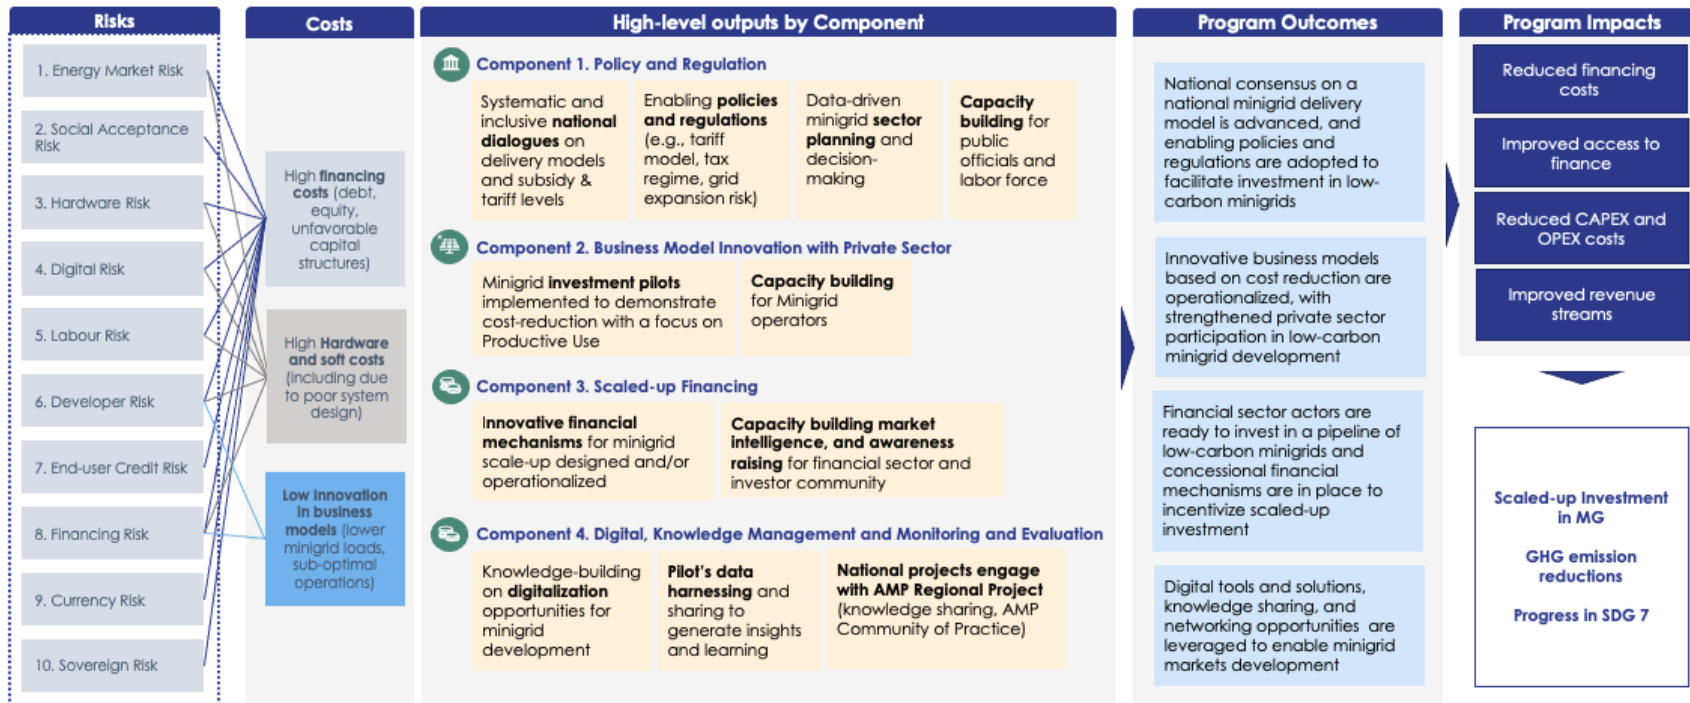 Risks
1. Energy Market Risk
2. Social Acceptance
Risk
3. Hardware Risk
4. Digital Risk
5. Labour Risk
6. Developer Risk
7. End-user Credit Risk
8. Financing Risk
9. Currency Risk
10. Sovereign Risk
Costs
High financing
costs (debt,
equity,
unfavorable
capital
structures)
High Hardware
and soft costs
(including due
to poor system
design)
Low Innovation
in business
models (lower
minigrid loads,
sub-optimal
operations)
High-level outputs by Component
Component 1. Policy and Regulation
Systematic and
inclusive national
dialogues on
delivery models
and subsidy &
tariff levels
Enabling policies
and regulations
(e.g., tariff
model, tax
regime, grid
expansion risk)
Data-driven
minigrid sector
planning and
decision-
making
Capacity
building for
public
officials and
labor force
Component 2. Business Model Innovation with Private Sector
Minigrid investment pilots
implemented to demonstrate
cost-reduction with a focus on
Productive Use
Capacity building
for Minigrid
operators
Component 3. Scaled-up Financing
Innovative financial
mechanisms for minigrid
scale-up designed and/or
operationalized
Capacity building market
intelligence, and awareness
raising for financial sector and
investor community
Component 4. Digital, Knowledge Management and Monitoring and Evaluation
Knowledge-building
on digitalization
opportunities for
minigrid
development
Pilot's data
harnessing and
sharing to
generate insights
and learning
National projects engage
with AMP Regional Project
(knowledge sharing, AMP
Community of Practice)
Program Outcomes
National consensus on a
national minigrid delivery
model is advanced, and
enabling policies and
regulations are adopted to
facilitate investment in low-
carbon minigrids
Innovative business models
based on cost reduction are
operationalized, with
strengthened private sector
participation in low-carbon
minigrid development
Financial sector actors are
ready to invest in a pipeline of
low-carbon minigrids and
concessional financial
mechanisms are in place to
incentivize scaled-up
investment
Digital tools and solutions,
knowledge sharing, and
networking opportunities are
leveraged to enable minigrid
markets development
Program Impacts
Reduced financing
costs
Improved access to
finance
Reduced CAPEX and
OPEX costs
Improved revenue
streams
Scaled-up Investment
in MG
GHG emission
reductions
Progress in SDG 7